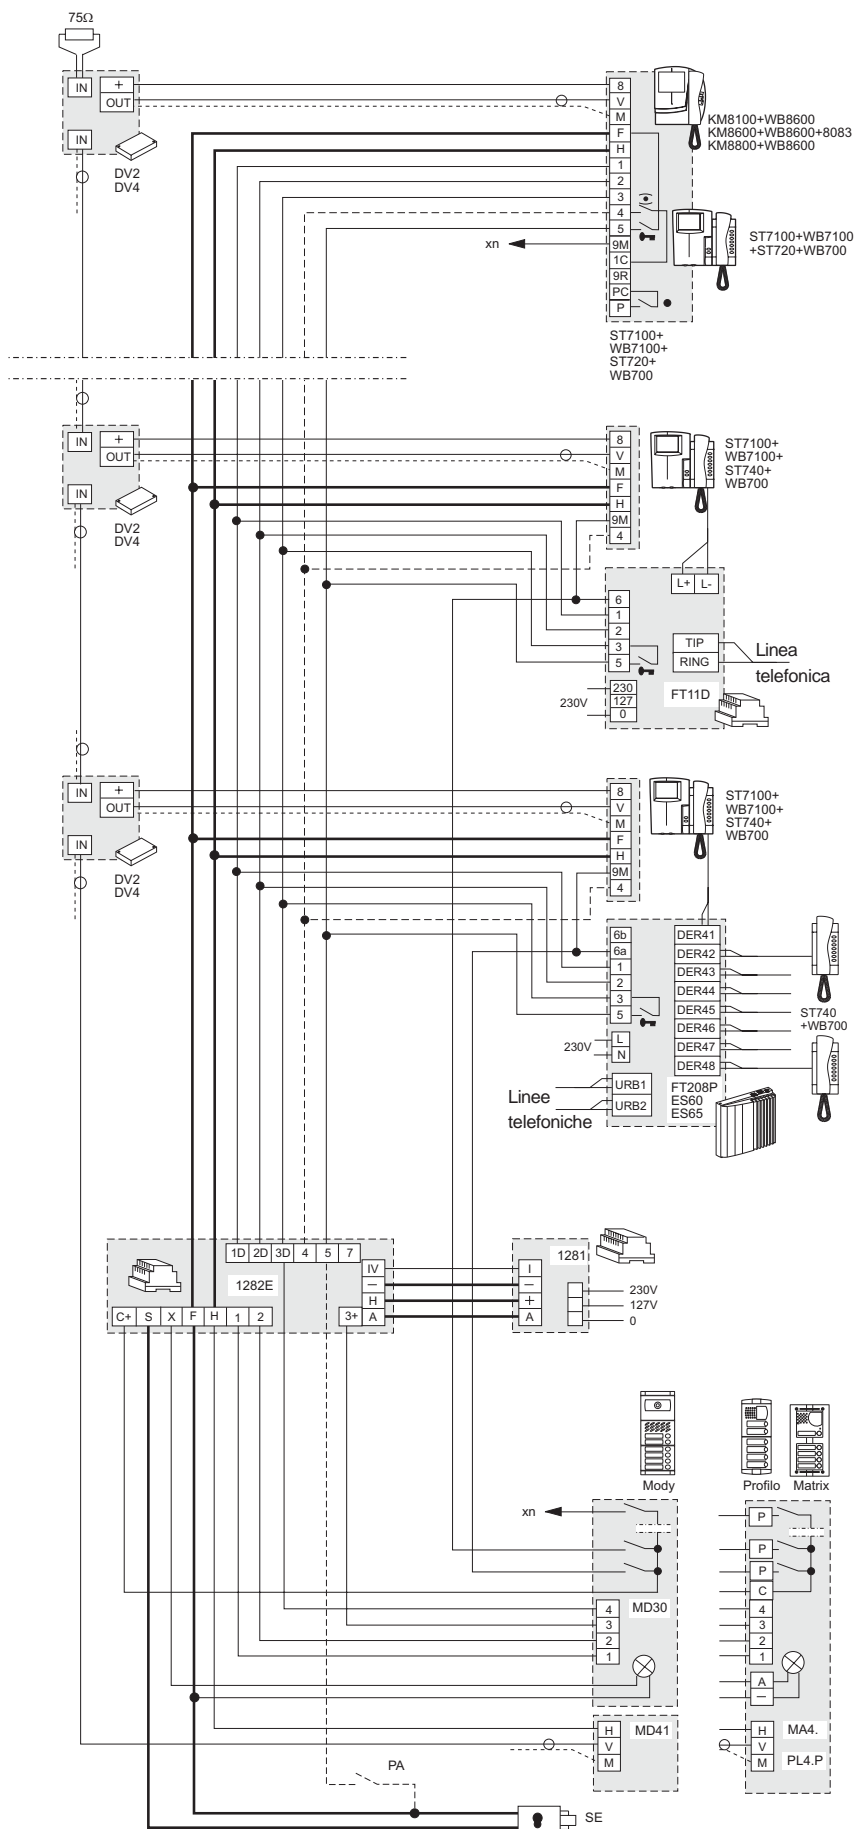 75Ω
IN
+
OUT
IN
DV2
DV4
8
V
M
F
H
1
2
3
4
5
9M
1C
9R
PC
P
xn
KM8100+WB8600
KM8600+WB8600+8083
KM8800+WB8600
ST7100+WB7100
+ST720+WB700
ST7100+
WB7100+
ST720+
WB700
IN
+
OUT
IN
DV2
DV4
8
V
M
F
H
9M
4
ST7100+
WB7100+
ST740+
WB700
L+ L-
6
1
2
3
5
TIP
RING
Linea
telefonica
230V
230
127
0
FT11D
IN
+
OUT
IN
DV2
DV4
8
V
M
F
H
9M
4
ST7100+
WB7100+
ST740+
WB700
6b
6a
1
2
3
5
DER41
DER42
DER43
DER44
DER45
DER46
DER47
DER48
ST740
+WB700
230V
L
N
Linee
telefoniche
URB1
URB2
FT208P
ES60
ES65
1D 2D 3D 4 5 7
1282E
IV
–
H
3+ A
C+ S X F H 1 2
1281
I
–
+
A
230V
127V
0
Mody
Profilo
Matrix
xn
MD30
4
3
2
1
P
P
P
C
4
3
2
1
A
–
H
V
M
MD41
H
V
M
MA4.
PL4.P
PA
SE